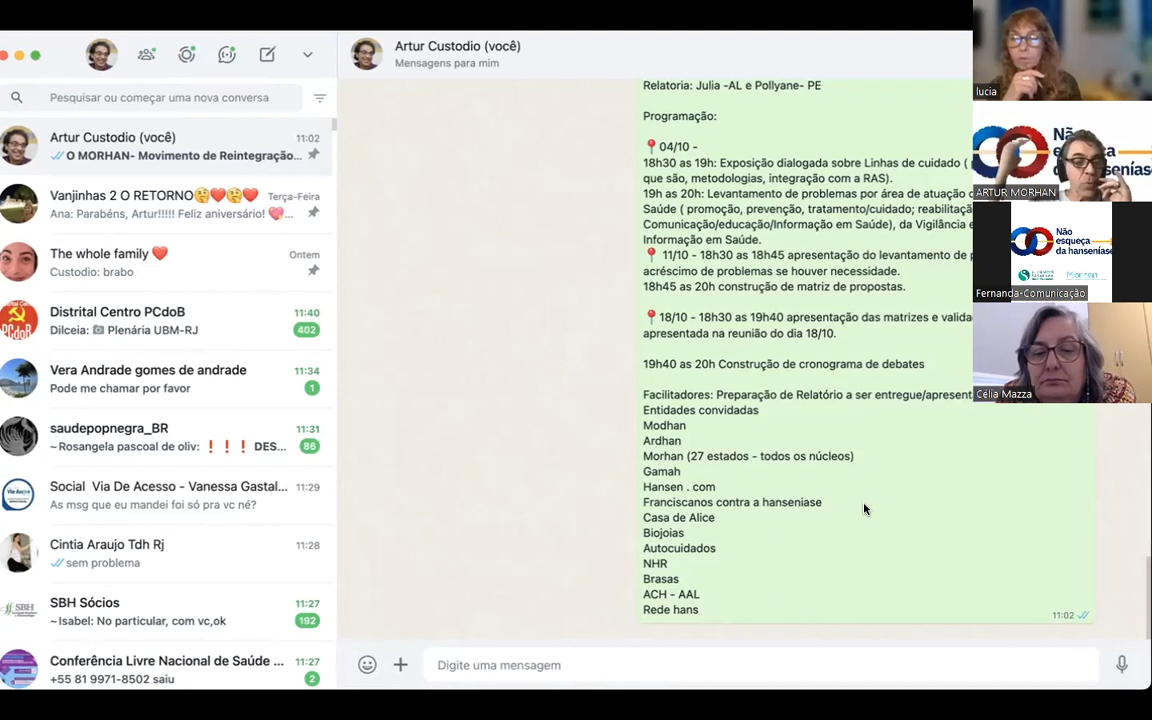 Pesquisar ou começar uma nova conversa
Artur Custodio (você)
11:02
O MORHAN- Movimento de Reintegração...
Vanjinhas 2 O RETORNO🤔❤️🤔❤️
Terça-Feira
Ana: Parabéns, Artur!!!!! Feliz aniversário! 💞...
The whole family ❤️
Ontem
Custodio: brabo
Distrital Centro PCdoB
11:40
Dilceia: 📷 Plenária UBM-RJ
402
Vera Andrade gomes de andrade
11:34
Pode me chamar por favor
1
saudepopnegra_BR
11:31
~Rosangela pascoal de oliv: ❗❗❗DES...
86
Social Via De Acesso - Vanessa Gastal...
11:29
As msg que eu mandei foi só pra vc né?
Cintia Araujo Tdh Rj
11:28
sem problema
SBH Sócios
11:27
~Isabel: No particular, com vc,ok
192
Conferência Livre Nacional de Saúde ...
11:27
+55 81 9971-8502 saiu
2
Artur Custodio (você)
Mensagens para mim
Relatoria: Julia -AL e Pollyane- PE
Programação:
📍04/10 -
18h30 as 19h: Exposição dialogada sobre Linhas de cuidado (
que são, metodologias, integração com a RAS).
19h as 20h: Levantamento de problemas por área de atuação
Saúde ( promoção, prevenção, tratamento/cuidado; reabilitaç
Comunicação/educação/Informação em Saúde), da Vigilância e
Informação em Saúde.
📍 11/10 - 18h30 as 18h45 apresentação do levantamento de p
acréscimo de problemas se houver necessidade.
18h45 as 20h construção de matriz de propostas.
📍18/10 - 18h30 as 19h40 apresentação das matrizes e valida
apresentada na reunião do dia 18/10.
19h40 as 20h Construção de cronograma de debates
Facilitadores: Preparação de Relatório a ser entregue/apresent
Entidades convidadas
Modhan
Ardhan
Morhan (27 estados - todos os núcleos)
Gamah
Hansen . com
Franciscanos contra a hanseniase
Casa de Alice
Biojoias
Autocuidados
NHR
Brasas
ACH - AAL
Rede hans
11:02
Digite uma mensagem
lucia
Não
esqueça
da hanseníase
ARTUR MORHAN
Não
esqueça
da hanseníase
Morhan
Fernanda-Comunicação
Célia Mazza